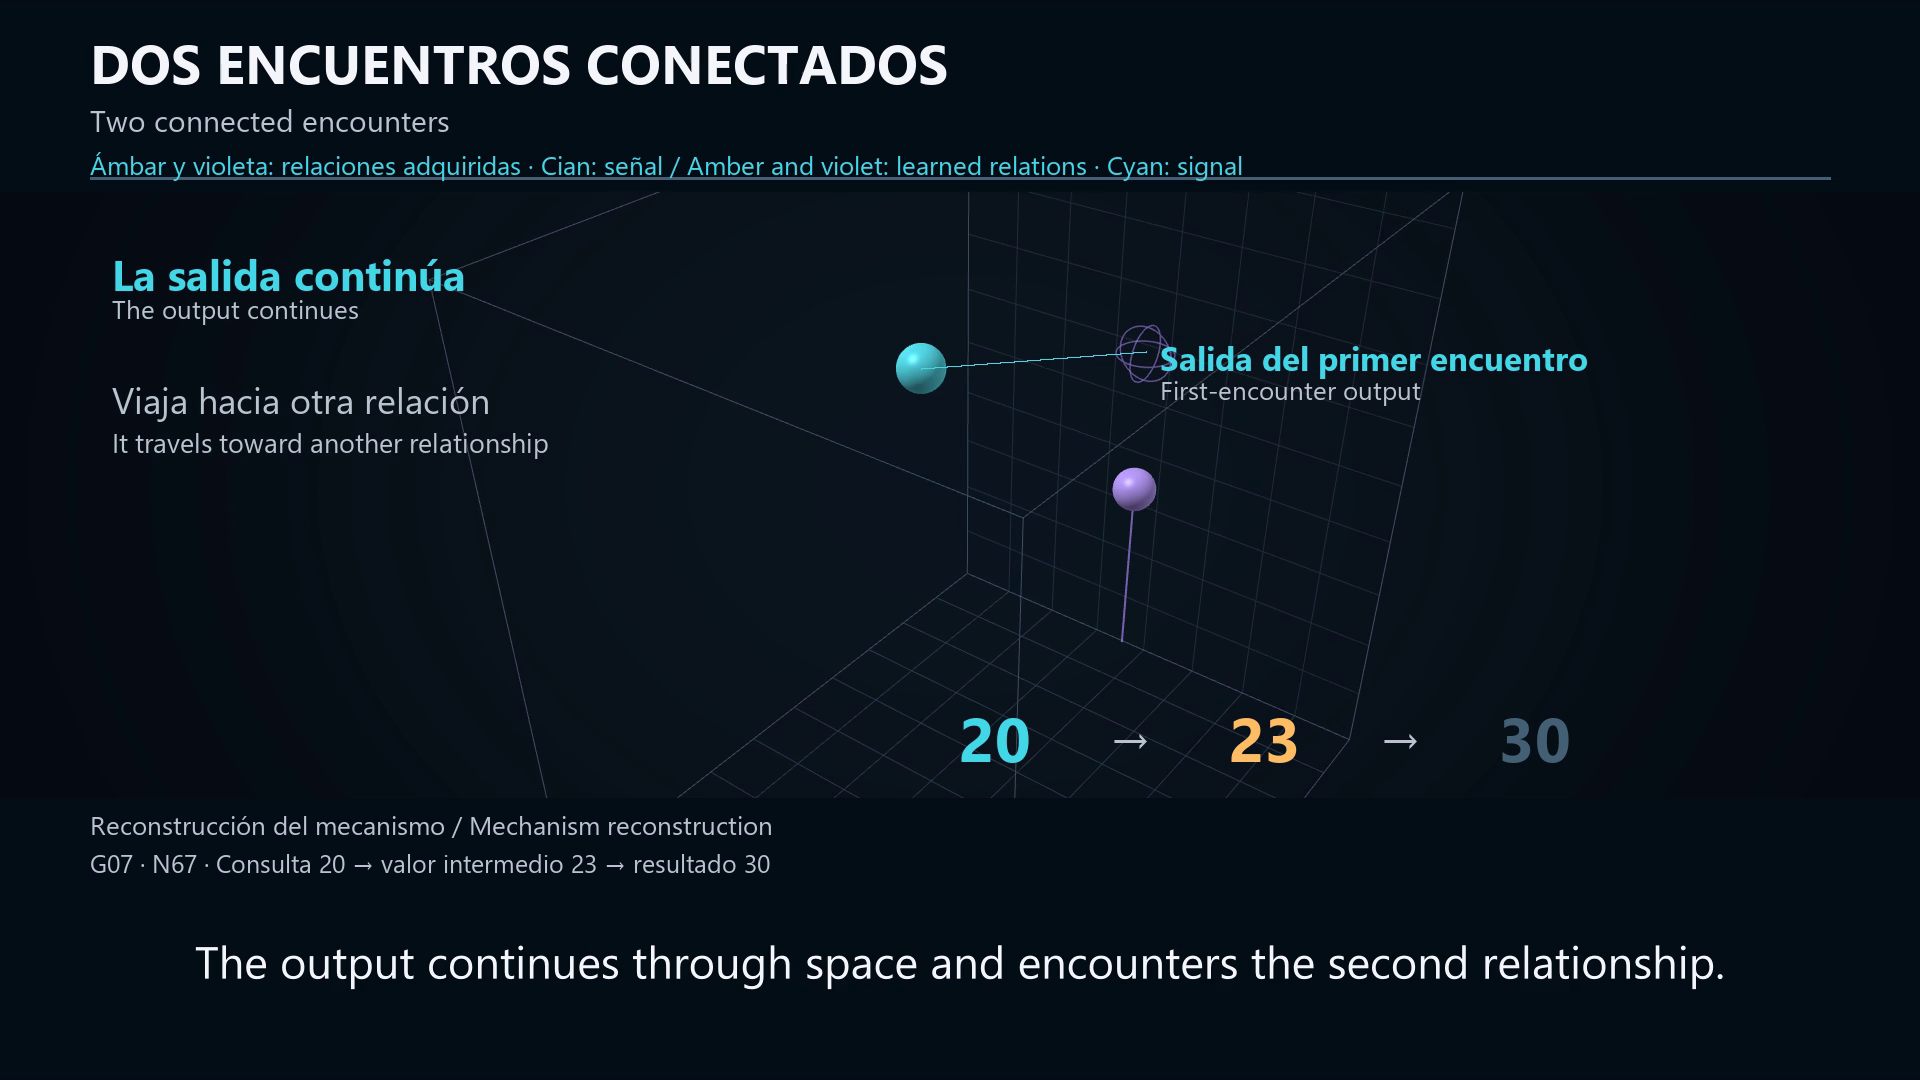 DOS ENCUENTROS CONECTADOS
Two connected encounters
Ámbar y violeta: relaciones adquiridas · Cian: señal / Amber and violet: learned relations · Cyan: signal
La salida continúa
The output continues
Viaja hacia otra relación
It travels toward another relationship
Salida del primer encuentro
First-encounter output
20 → 23 → 30
Reconstrucción del mecanismo / Mechanism reconstruction
G07 · N67 · Consulta 20 → valor intermedio 23 → resultado 30
The output continues through space and encounters the second relationship.